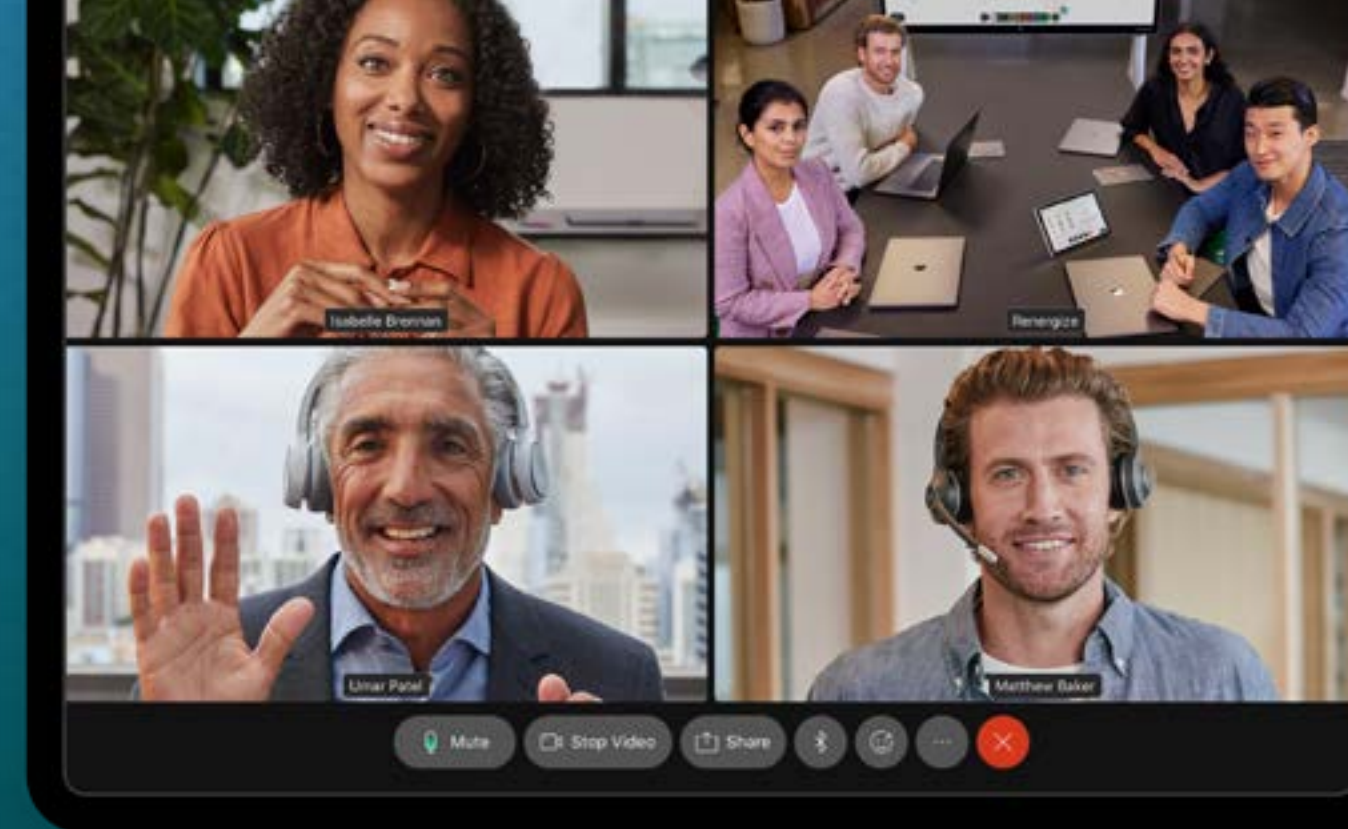 Isabelle Brennan
Renergize
Umar Patel
Matthew Baker
Mute
Stop Video
Share